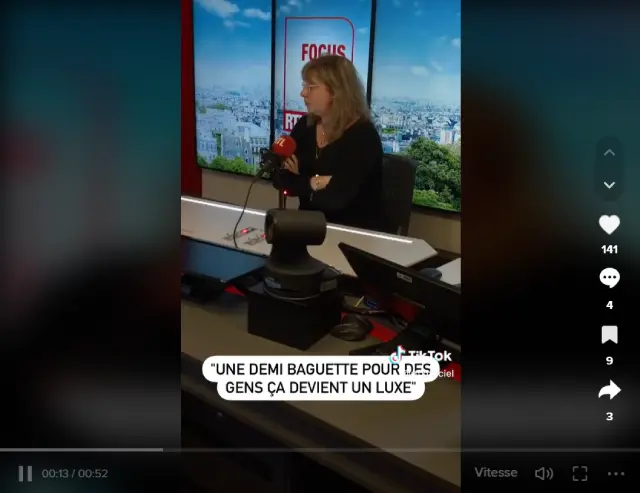 FOCUS
RTL
"UNE DEMI BAGUETTE POUR DES
GENS ÇA DEVIENT UN LUXE"
TikTok
141
4
9
3
00:13 / 00:52
Vitesse